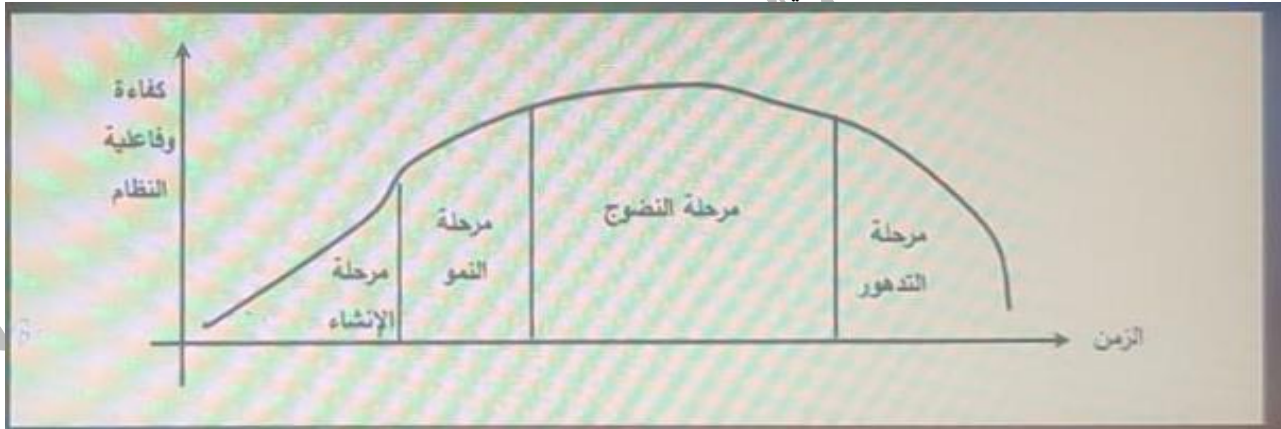 كفاءة
وفاعلية
النظام
مرحلة
الإنشاء
مرحلة
النمو
مرحلة النضوج
مرحلة
التدهور
الزمن